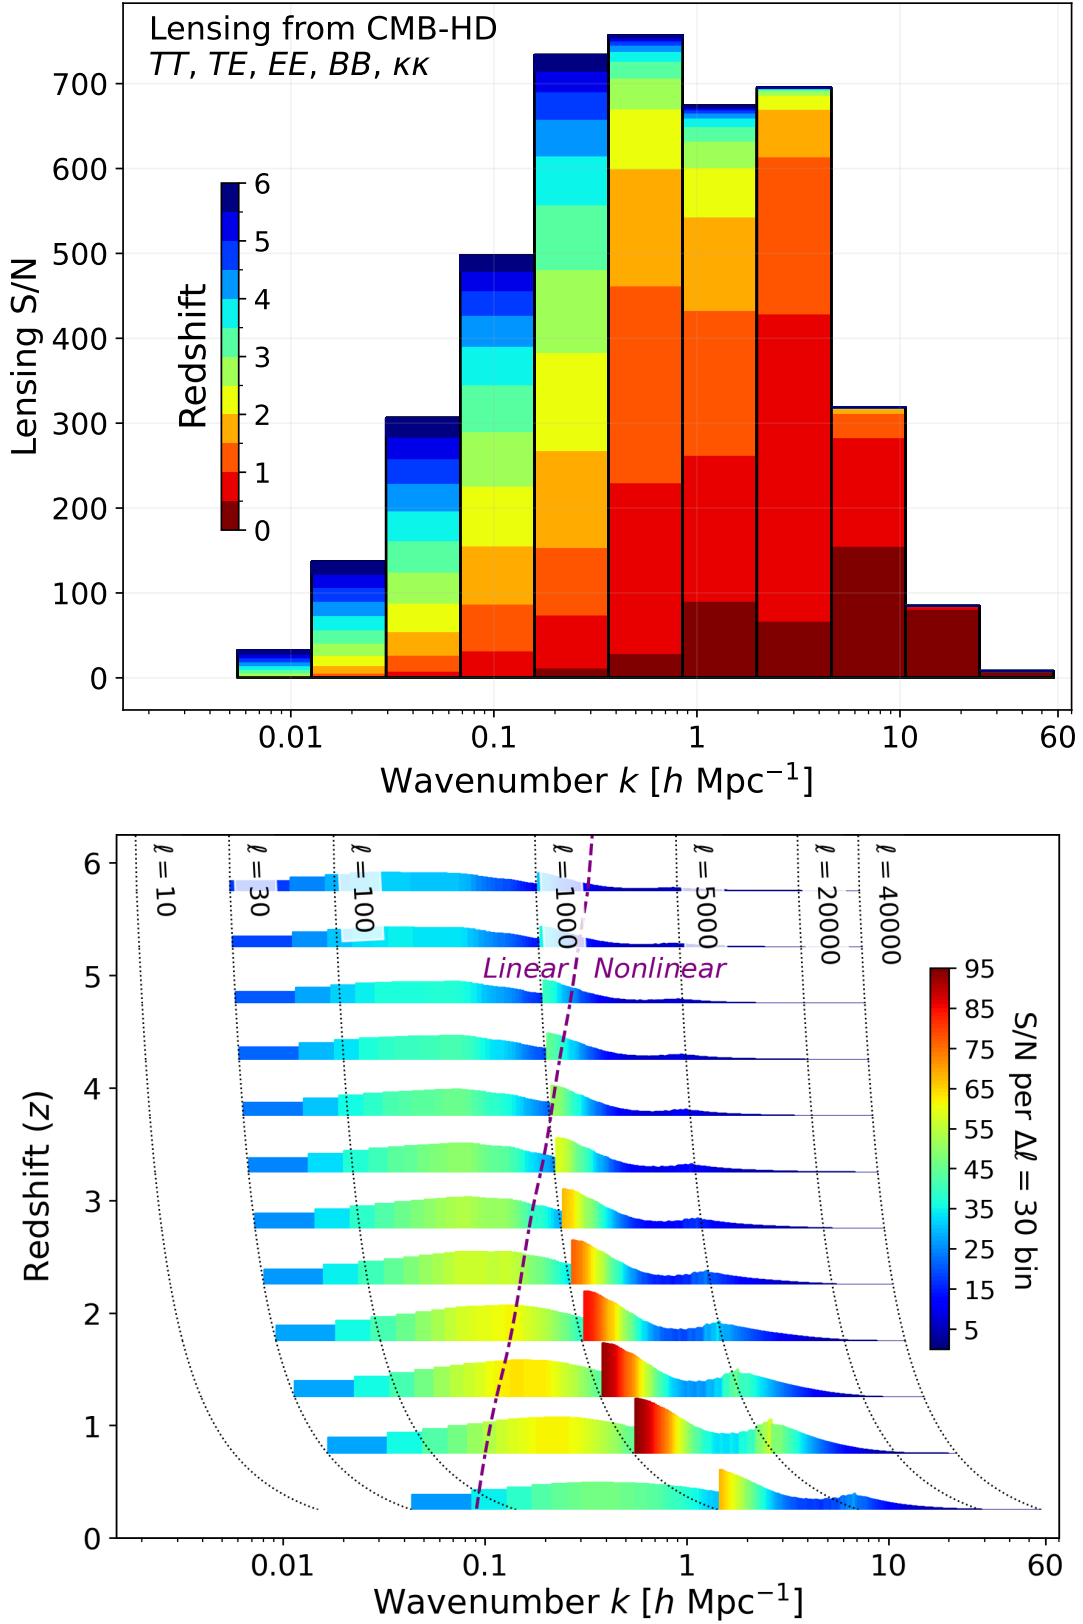 Lensing from CMB-HD
TT, TE, EE, BB, κκ
700
600
500
400
300
200
100
0
Lensing S/N
Redshift
6
5
4
3
2
1
0
0.01
0.1
1
10
60
Wavenumber k [h Mpc⁻¹]
6
5
4
3
2
1
0
Redshift (z)
ℓ = 10
ℓ = 30
ℓ = 100
ℓ = 1000
ℓ = 5000
ℓ = 20000
ℓ = 40000
Linear
Nonlinear
95
85
75
65
55
45
35
25
15
5
S/N per Δℓ = 30 bin
0.01
0.1
1
10
60
Wavenumber k [h Mpc⁻¹]